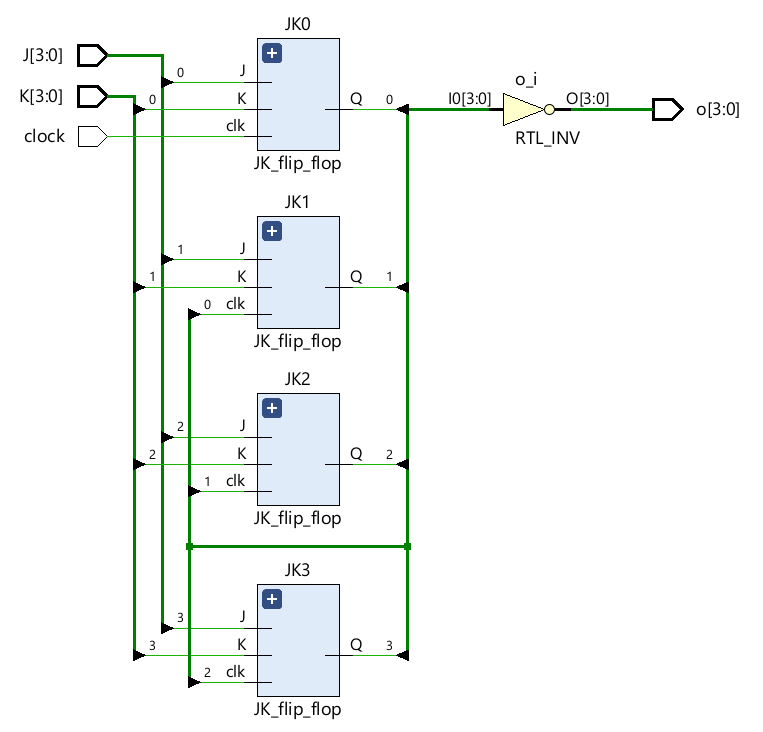 JK0
J[3:0]
0
J
K[3:0]
0
K
Q
0
I0[3:0]
o_i
O[3:0]
o[3:0]
clock
clk
RTL_INV
JK_flip_flop
JK1
1
J
1
K
Q
1
0
clk
JK_flip_flop
JK2
2
J
2
K
Q
2
1
clk
JK_flip_flop
JK3
3
J
3
K
Q
3
2
clk
JK_flip_flop